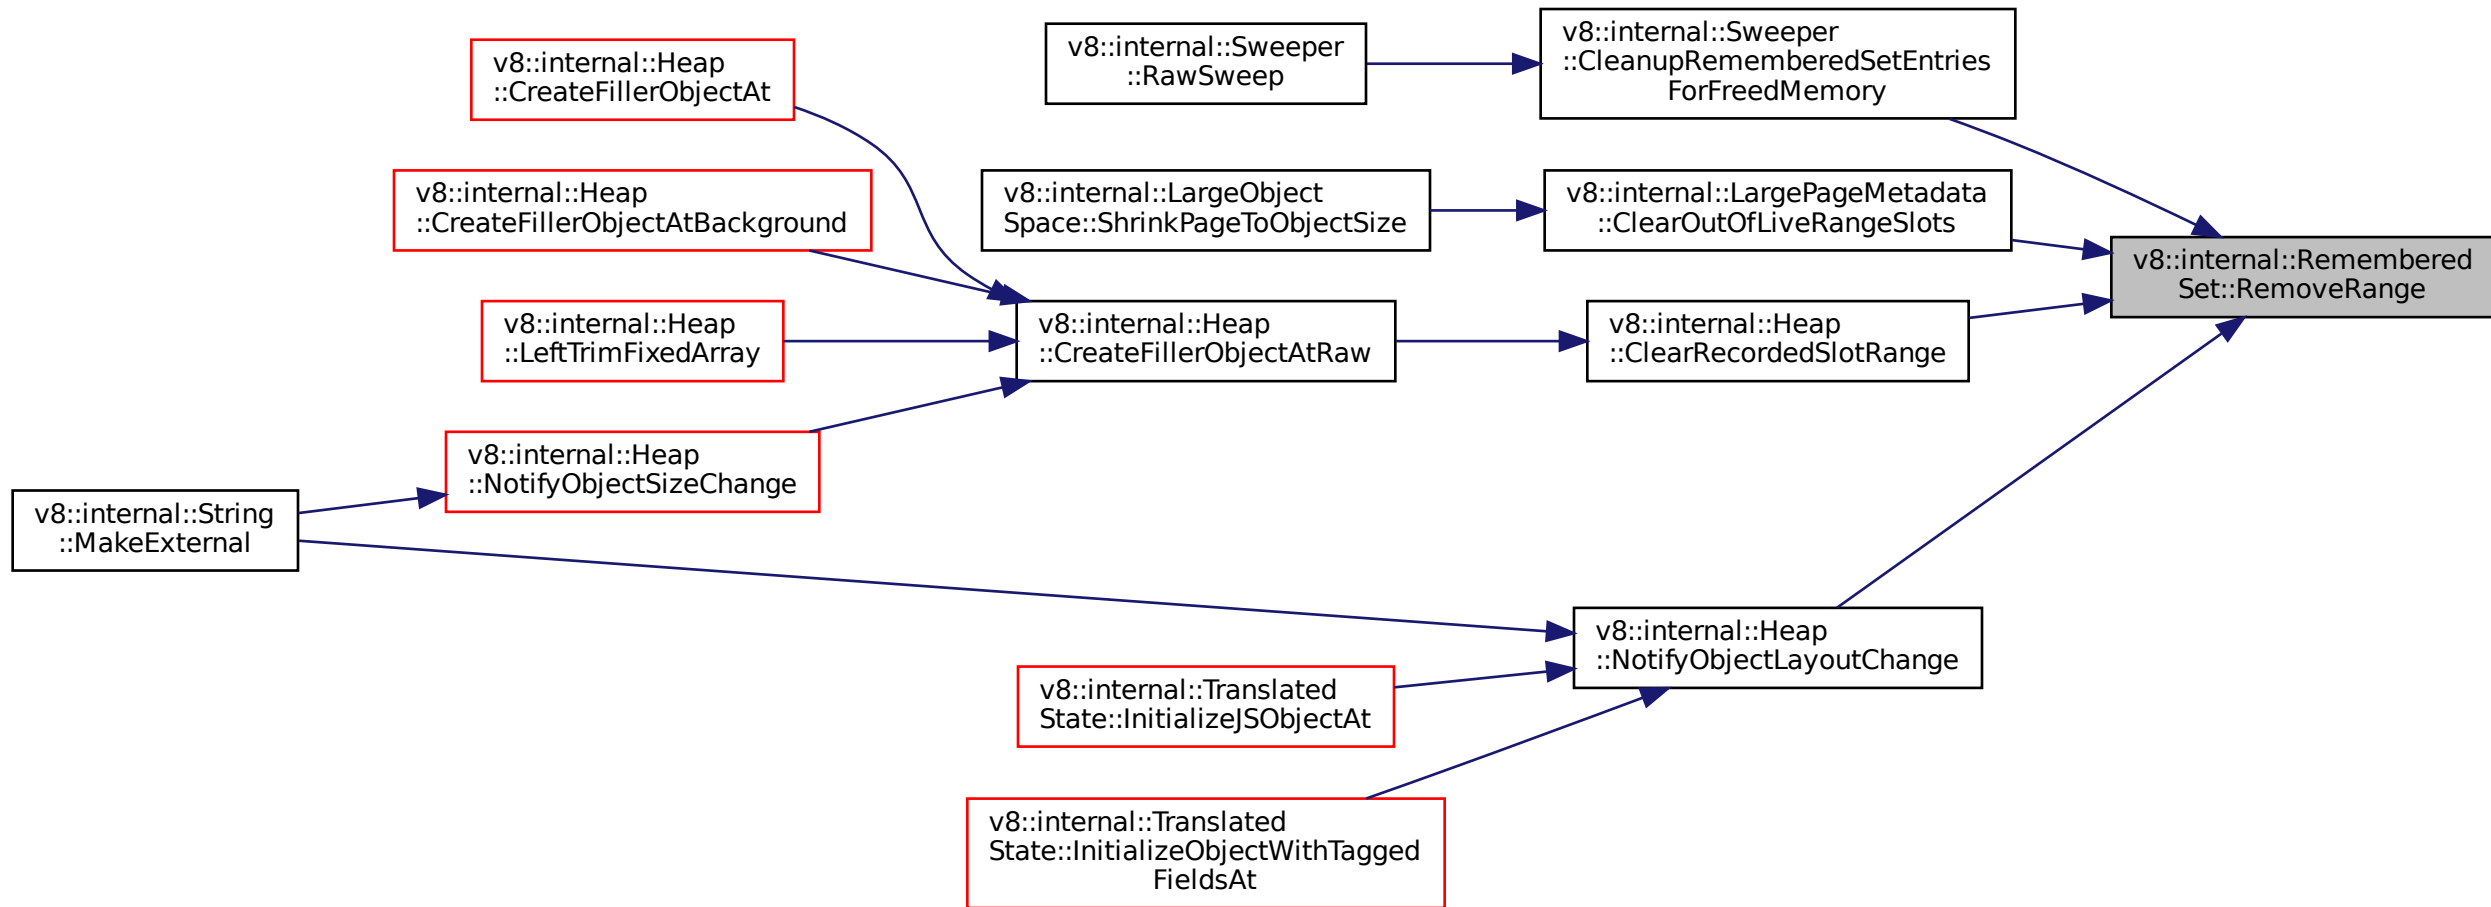 v8::internal::Sweeper
::CleanupRememberedSetEntries
ForFreedMemory
v8::internal::Sweeper
::RawSweep
v8::internal::Heap
::CreateFillerObjectAt
v8::internal::Heap
::CreateFillerObjectAtBackground
v8::internal::LargeObject
Space::ShrinkPageToObjectSize
v8::internal::LargePageMetadata
::ClearOutOfLiveRangeSlots
v8::internal::Remembered
Set::RemoveRange
v8::internal::Heap
::LeftTrimFixedArray
v8::internal::Heap
::CreateFillerObjectAtRaw
v8::internal::Heap
::ClearRecordedSlotRange
v8::internal::Heap
::NotifyObjectSizeChange
v8::internal::String
::MakeExternal
v8::internal::Heap
::NotifyObjectLayoutChange
v8::internal::Translated
State::InitializeJSObjectAt
v8::internal::Translated
State::InitializeObjectWithTagged
FieldsAt